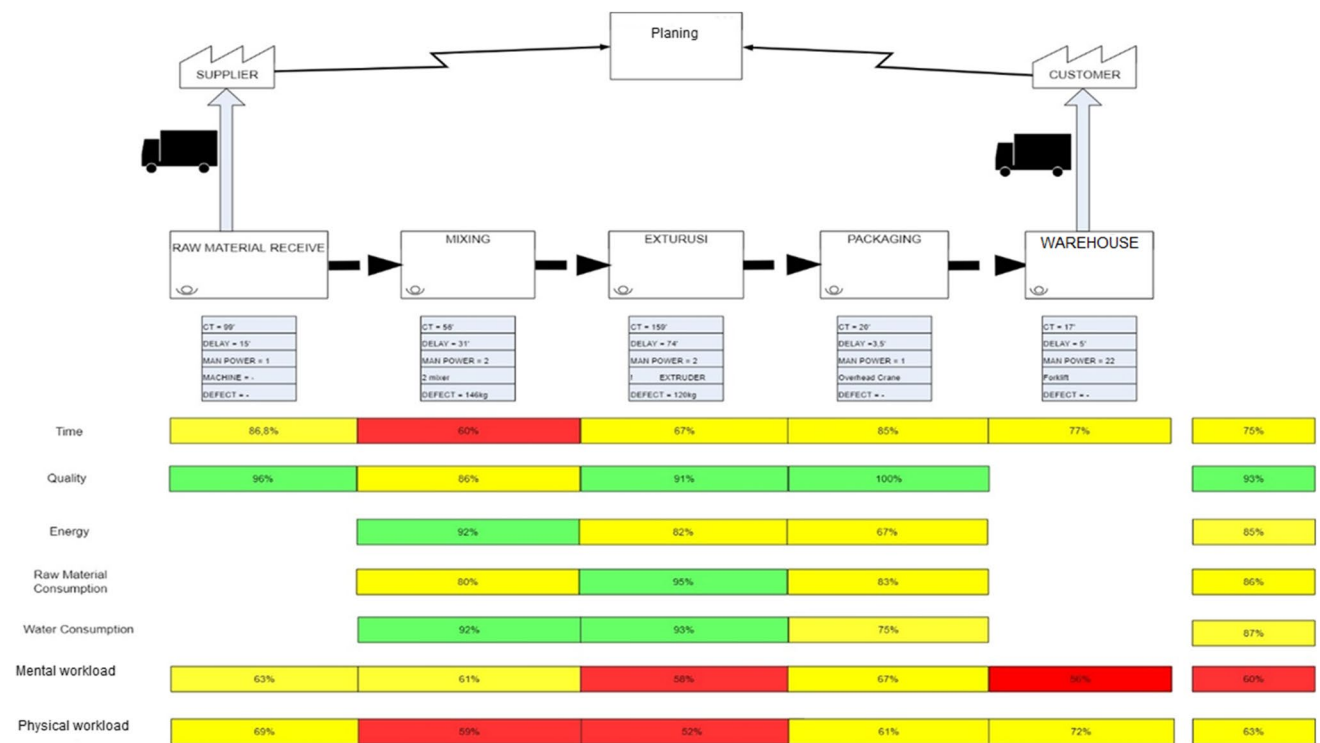 Planing
SUPPLIER
CUSTOMER
RAW MATERIAL RECEIVE
MIXING
EXTURUSI
PACKAGING
WAREHOUSE
CT = 99'
DELAY = 15'
MAN POWER = 1
MACHINE = -
DEFECT = -
CT = 56'
DELAY = 31'
MAN POWER = 2
2 mixer
DEFECT = 146kg
CT = 159'
DELAY = 74'
MAN POWER = 2
EXTRUDER
DEFECT = 120kg
CT = 20'
DELAY =3,5'
MAN POWER = 1
Overhead Crane
DEFECT = -
CT = 17'
DELAY = 5'
MAN POWER = 22
Forklift
DEFECT = -
Time 86,8% 60% 67% 85% 77% 75%
Quality 96% 86% 91% 100% 93%
Energy 92% 82% 67% 85%
Raw Material
Consumption 80% 95% 83% 86%
Water Consumption 92% 93% 75% 87%
Mental workload 63% 61% 58% 67% 56% 60%
Physical workload 69% 59% 52% 61% 72% 63%